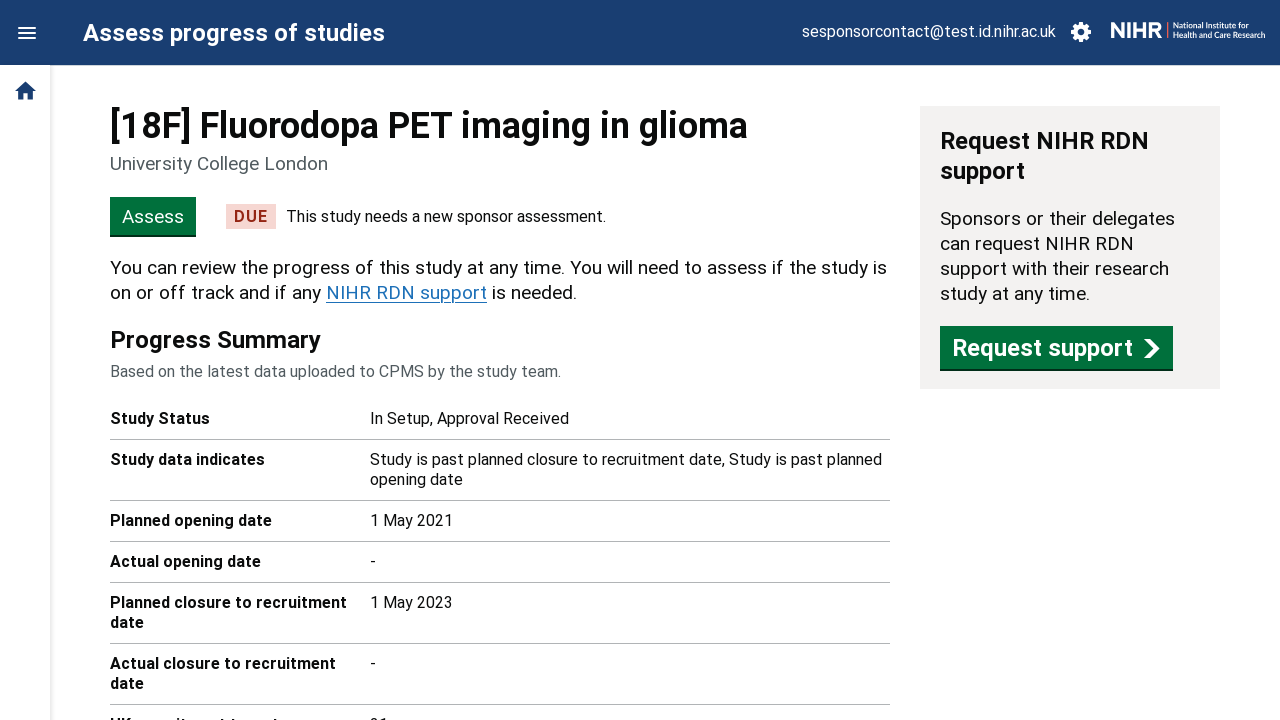 Assess progress of studies
sesponsorcontact@test.id.nihr.ac.uk
NIHR
National Institute for
Health and Care Research
[18F] Fluorodopa PET imaging in glioma
University College London
Assess
DUE
This study needs a new sponsor assessment.
You can review the progress of this study at any time. You will need to assess if the study is
on or off track and if any NIHR RDN support is needed.
Progress Summary
Based on the latest data uploaded to CPMS by the study team.
Study Status
In Setup, Approval Received
Study data indicates
Study is past planned closure to recruitment date, Study is past planned
opening date
Planned opening date
1 May 2021
Actual opening date
-
Planned closure to recruitment
date
1 May 2023
Actual closure to recruitment
date
-
Request NIHR RDN
support
Sponsors or their delegates
can request NIHR RDN
support with their research
study at any time.
Request support